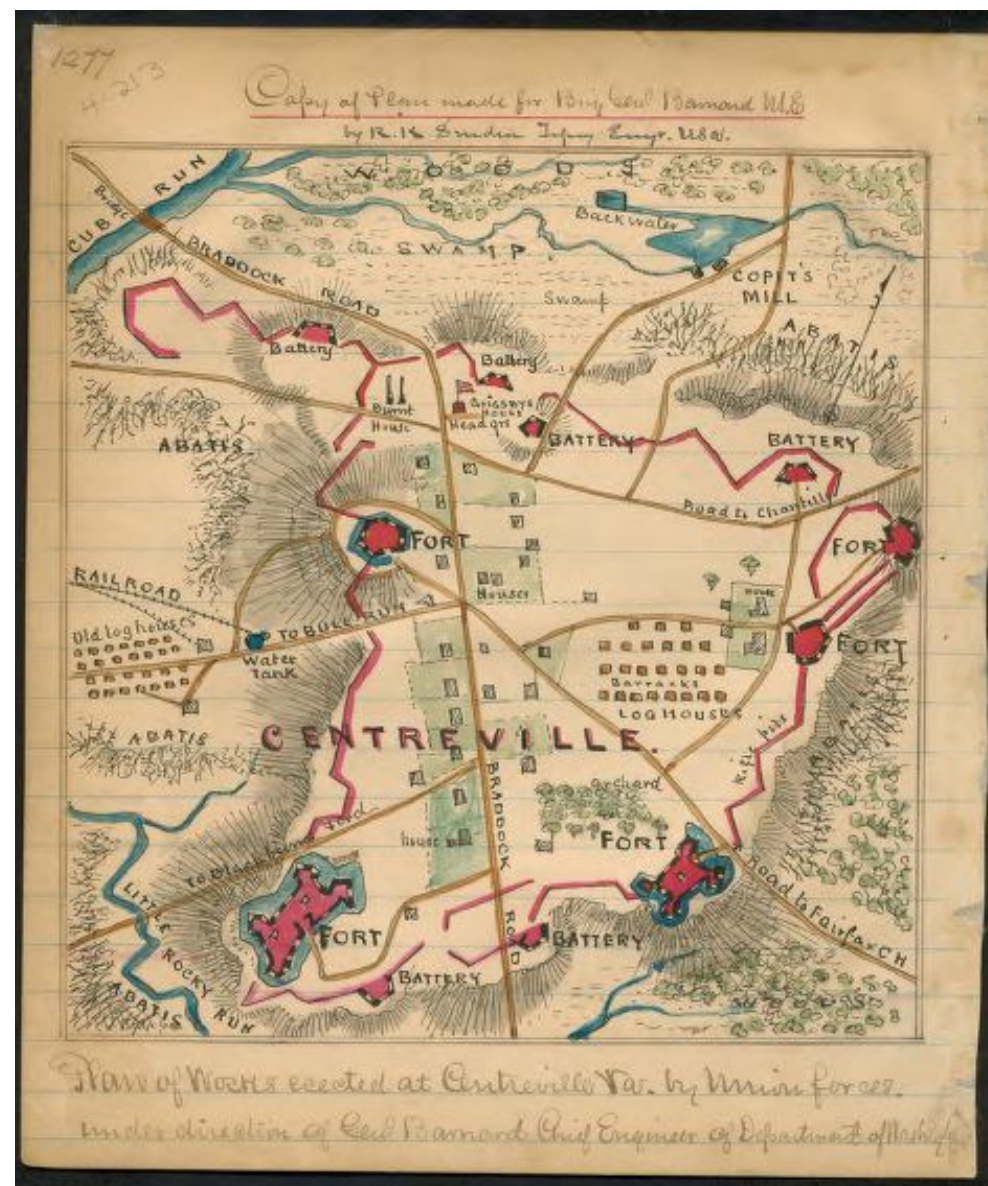 1277
4-253
Copy of Plan made for Brig Genl Barnard U.S.
by R.K. Sneden Topog Engr. USA.
WOODS
CUB RUN
Bridge
Backwater
SWAMP
BRADDOCK ROAD
Swamp
COPIT'S
MILL
ABATIS
Battery
Battery
Burnt
House
Grigsbys
House
Headqrs
BATTERY
BATTERY
ABATIS
Road to Chantilly
FORT
FORT
RAILROAD
Houses
House
Old log houses
TO BULL RUN
Water
Tank
FORT
Barracks
LOG HOUSES
ABATIS
CENTREVILLE.
Rifle pits
ABATIS
BRADDOCK ROAD
Orchard
To Blackburns Ford
house
FORT
Road to Fairfax C H
LITTLE ROCKY RUN
FORT
BATTERY
BATTERY
ABATIS
Plan of Works erected at Centreville Va. by Union forces.
under direction of Genl Barnard Chief Engineer of Department of